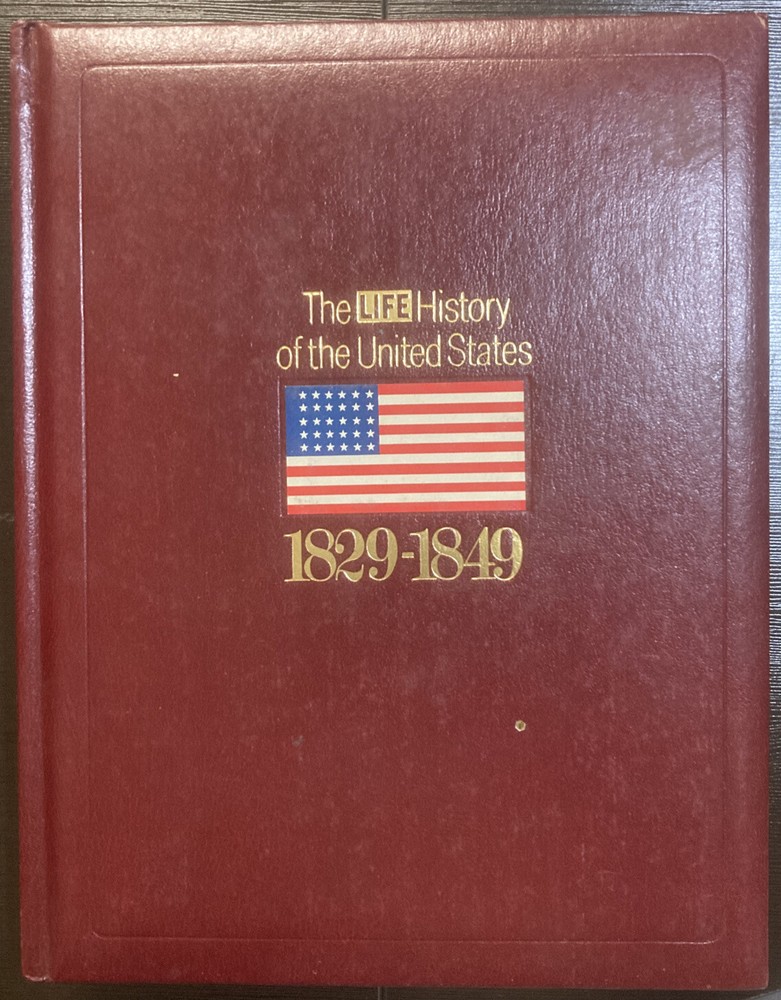 The LIFE History
of the United States
1829-1849